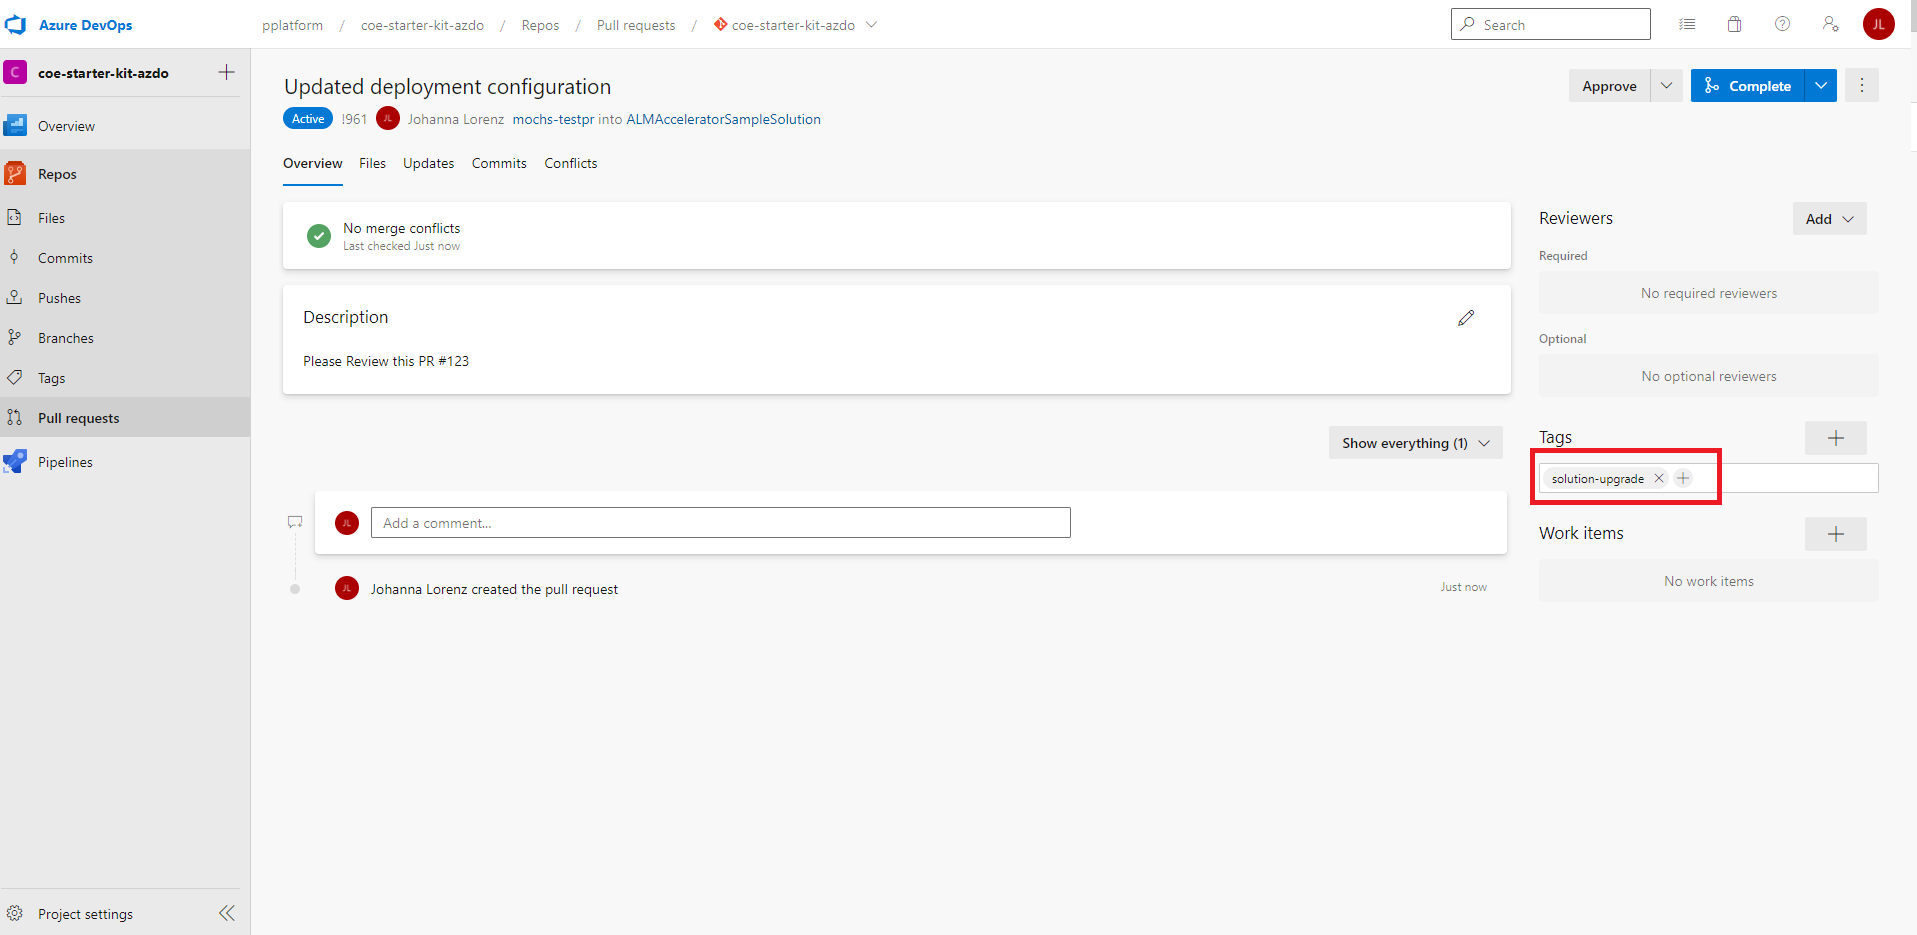 Azure DevOps
pplatform / coe-starter-kit-azdo / Repos / Pull requests / coe-starter-kit-azdo
Search
JL
C coe-starter-kit-azdo
Overview
Repos
Files
Commits
Pushes
Branches
Tags
Pull requests
Pipelines
Project settings
Updated deployment configuration
Approve
Complete
Active !961 JL Johanna Lorenz mochs-testpr into ALMAcceleratorSampleSolution
Overview Files Updates Commits Conflicts
No merge conflicts
Last checked Just now
Description
Please Review this PR #123
Show everything (1)
JL Add a comment...
JL Johanna Lorenz created the pull request Just now
Reviewers Add
Required
No required reviewers
Optional
No optional reviewers
Tags
solution-upgrade
Work items
No work items